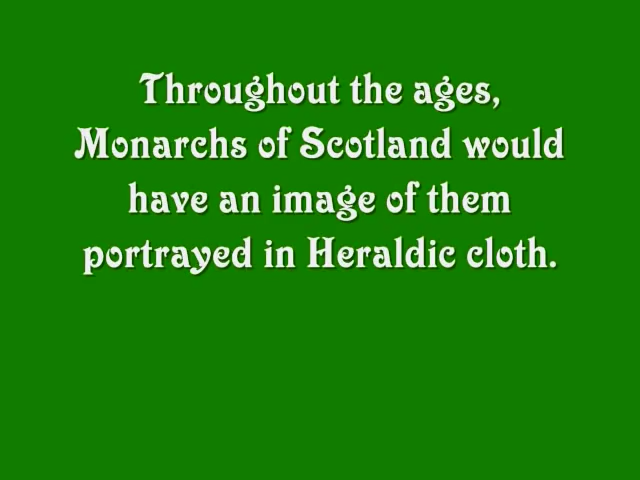 Throughout the ages,
Monarchs of Scotland would
have an image of them
portrayed in Heraldic cloth.